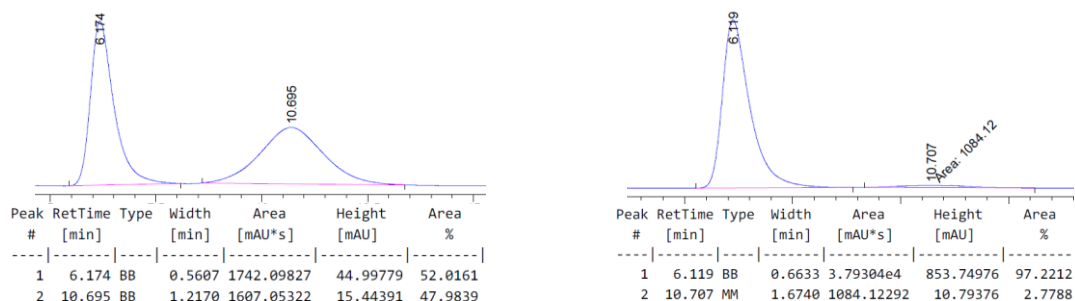 6.174
10.695
Peak RetTime Type  Width     Area      Height     Area
  #   [min]        [min]   [mAU*s]     [mAU]        %
----|-------|----|-------|----------|----------|--------|
   1   6.174 BB    0.5607 1742.09827   44.99779  52.0161
   2  10.695 BB    1.2170 1607.05322   15.44391  47.9839
6.119
10.707
Area: 1084.12
Peak RetTime Type  Width     Area      Height     Area
  #   [min]        [min]   [mAU*s]     [mAU]        %
----|-------|----|-------|----------|----------|--------
   1   6.119 BB    0.6633 3.79304e4  853.74976  97.2212
   2  10.707 MM    1.6740 1084.12292   10.79376   2.7788